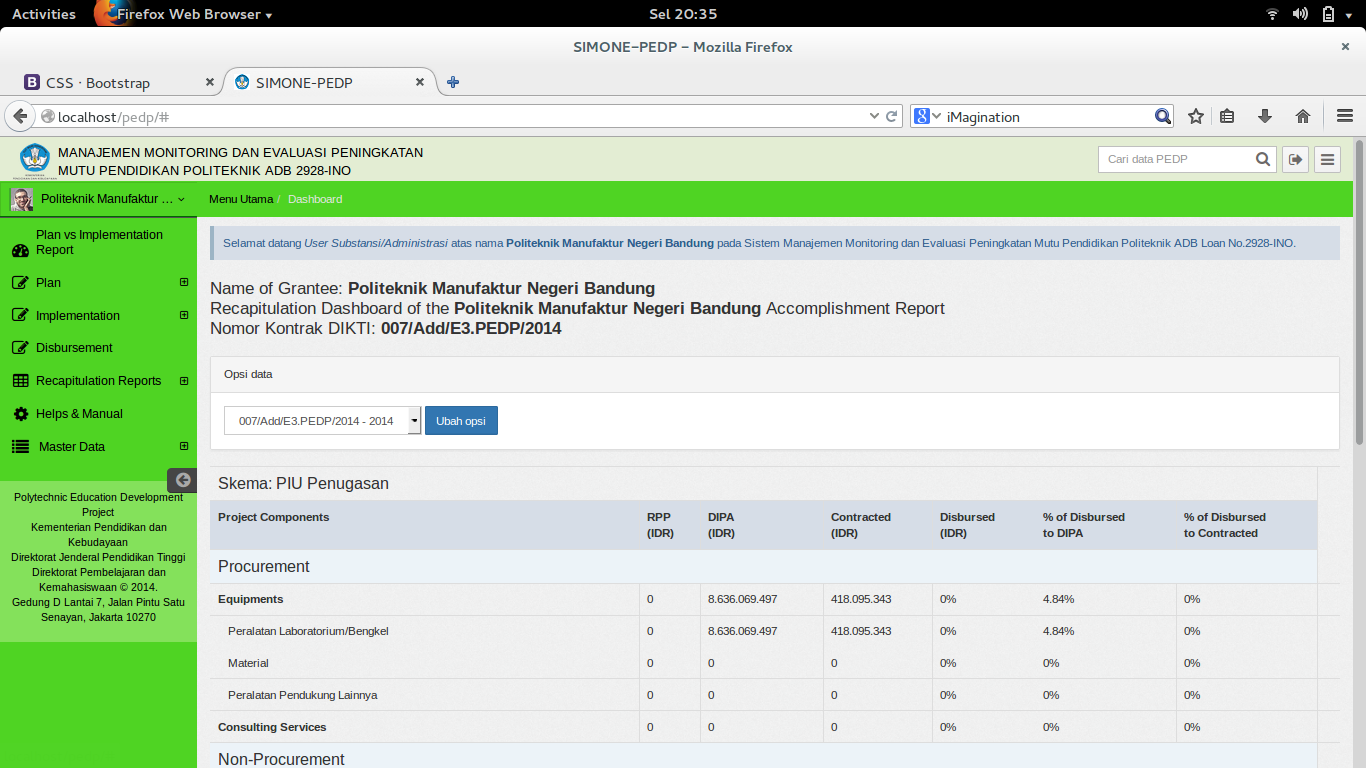 Activities
Firefox Web Browser
Sel 20:35
SIMONE-PEDP - Mozilla Firefox
CSS · Bootstrap
SIMONE-PEDP
localhost/pedp/#
iMagination
MANAJEMEN MONITORING DAN EVALUASI PENINGKATAN
MUTU PENDIDIKAN POLITEKNIK ADB 2928-INO
Cari data PEDP
Politeknik Manufaktur ...
Menu Utama / Dashboard
Plan vs Implementation
Report
Plan
Implementation
Disbursement
Recapitulation Reports
Helps & Manual
Master Data
Polytechnic Education Development
Project
Kementerian Pendidikan dan
Kebudayaan
Direktorat Jenderal Pendidikan Tinggi
Direktorat Pembelajaran dan
Kemahasiswaan © 2014.
Gedung D Lantai 7, Jalan Pintu Satu
Senayan, Jakarta 10270
Selamat datang User Substansi/Administrasi atas nama Politeknik Manufaktur Negeri Bandung pada Sistem Manajemen Monitoring dan Evaluasi Peningkatan Mutu Pendidikan Politeknik ADB Loan No.2928-INO.
Name of Grantee: Politeknik Manufaktur Negeri Bandung
Recapitulation Dashboard of the Politeknik Manufaktur Negeri Bandung Accomplishment Report
Nomor Kontrak DIKTI: 007/Add/E3.PEDP/2014
Opsi data
007/Add/E3.PEDP/2014 - 2014
Ubah opsi
Skema: PIU Penugasan
Project Components RPP (IDR) DIPA (IDR) Contracted (IDR) Disbursed (IDR) % of Disbursed to DIPA % of Disbursed to Contracted
Procurement
Equipments 0 8.636.069.497 418.095.343 0% 4.84% 0%
Peralatan Laboratorium/Bengkel 0 8.636.069.497 418.095.343 0% 4.84% 0%
Material 0 0 0 0% 0% 0%
Peralatan Pendukung Lainnya 0 0 0 0% 0% 0%
Consulting Services 0 0 0 0% 0% 0%
Non-Procurement